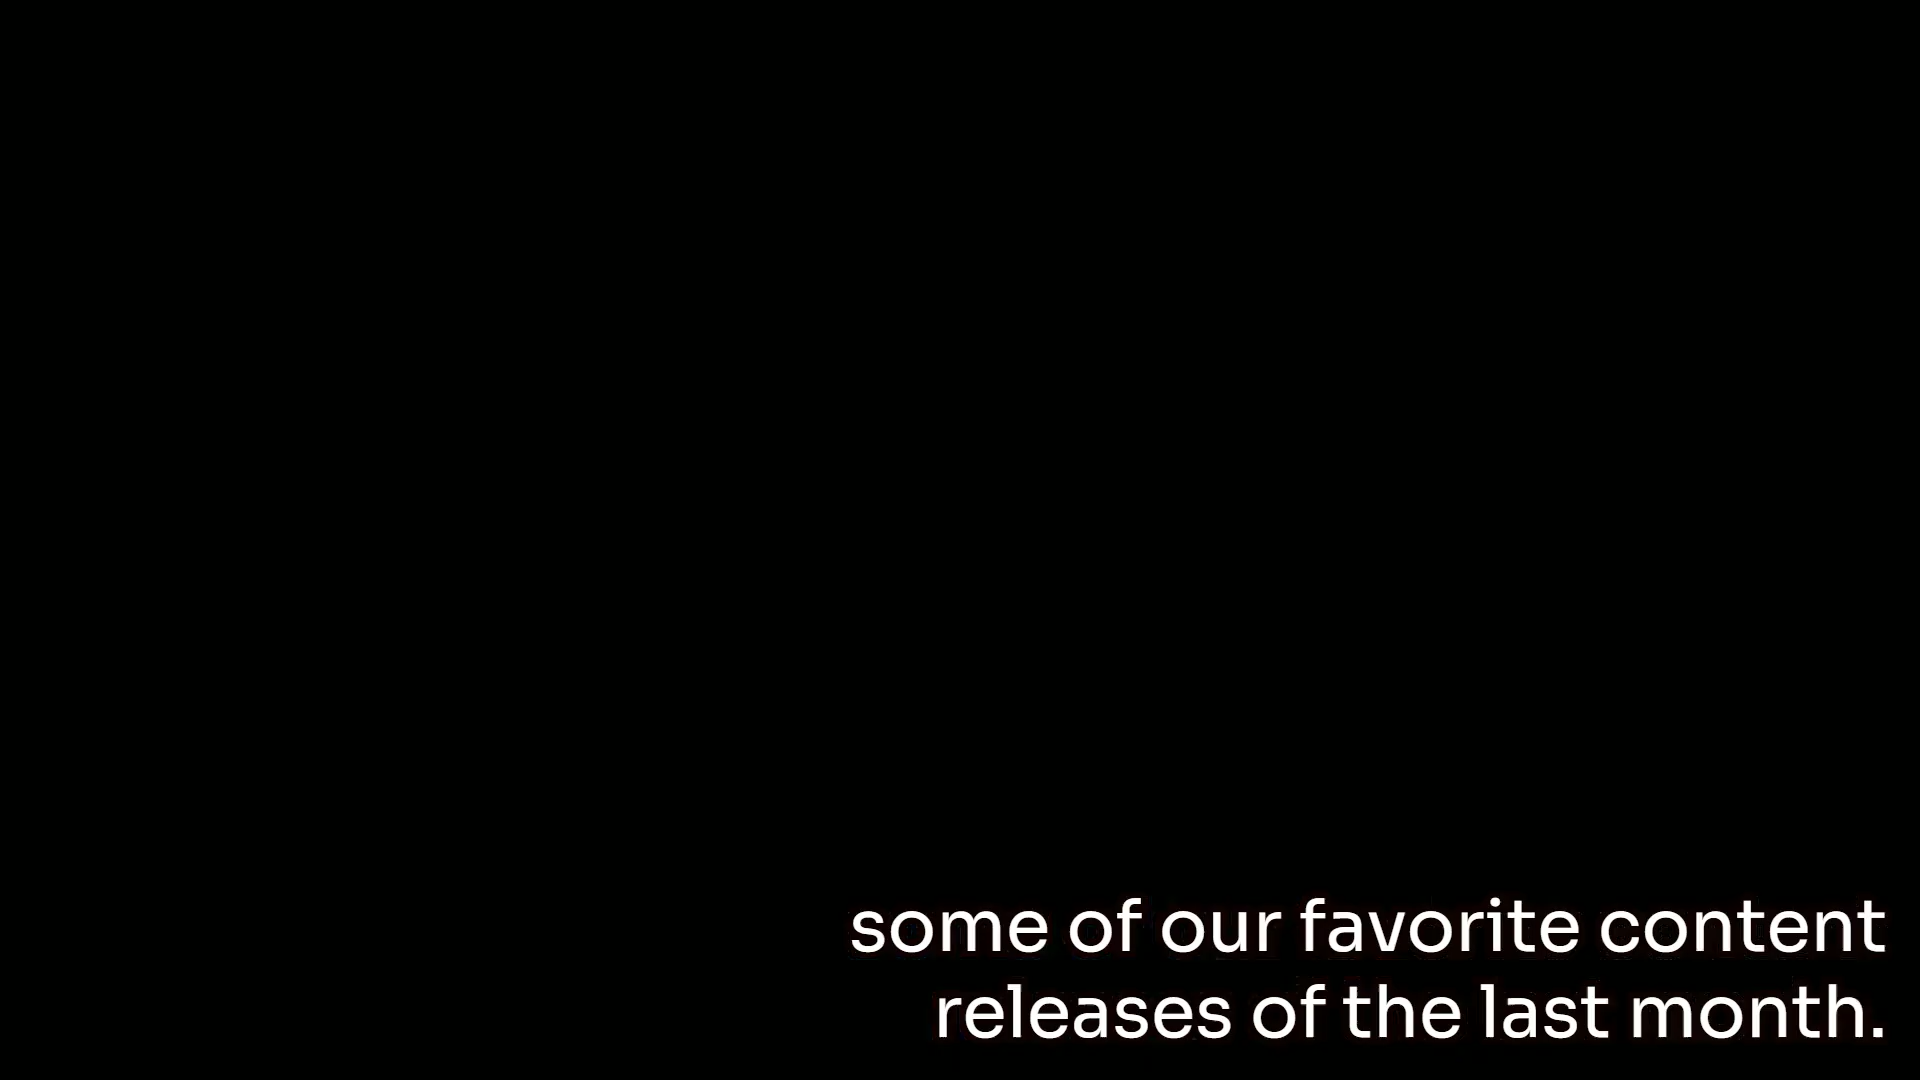 some of our favorite content
releases of the last month.